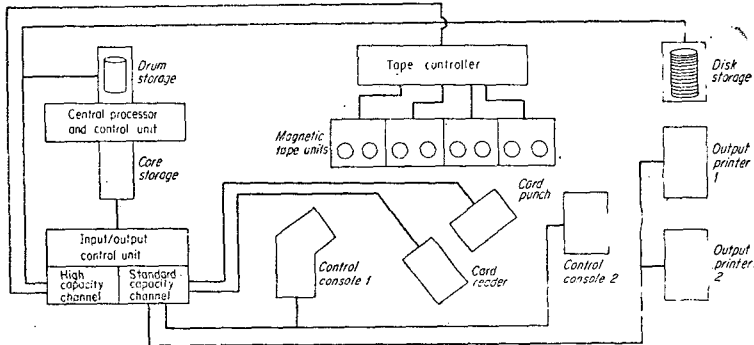 Drum
storage
Central processor
and control unit
Core
storage
Input/output
control unit
High
capacity
channel
Standard-
capacity
channel
Tape controller
Magnetic
tape units
Disk
storage
Output
printer
1
Output
printer
2
Card
punch
Card
reader
Control
console 1
Control
console 2